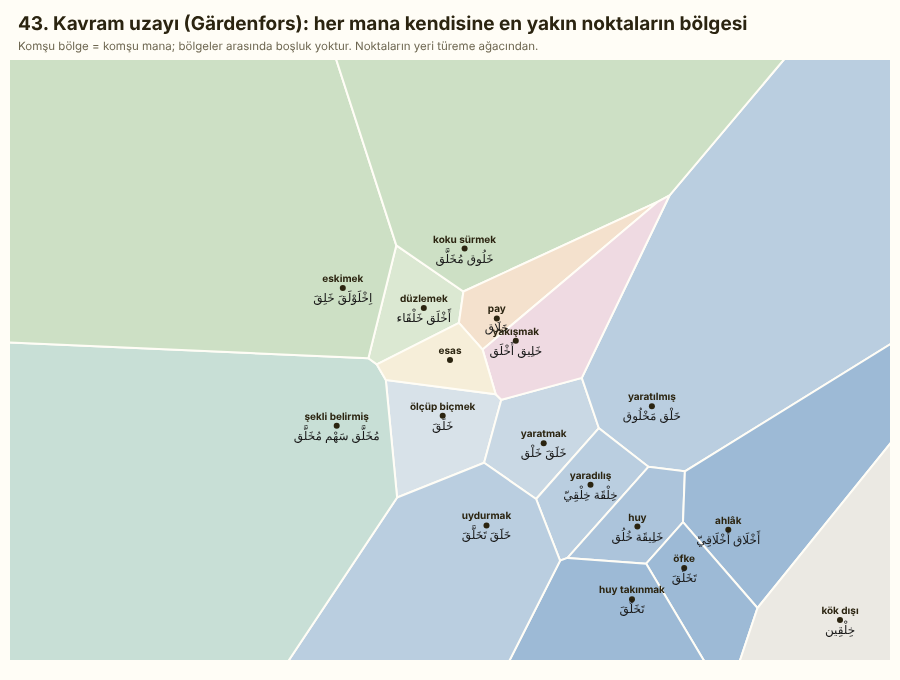 43. Kavram uzayı (Gärdenfors): her mana kendisine en yakın noktaların bölgesi
Komşu bölge = komşu mana; bölgeler arasında boşluk yoktur. Noktaların yeri türeme ağacından.
koku sürmek
خَلُوق مُخَلَّق
eskimek
اِخْلَوْلَقَ خَلِقَ
düzlemek
أَخْلَق خَلْقَاء
pay
خَلَاق
yakışmak
خَلِيق أَخْلَق
esas
ölçüp biçmek
خَلَقَ
şekli belirmiş
مُخَلَّق سَهْم مُخَلَّق
yaratılmış
خَلْق مَخْلُوق
yaratmak
خَلَقَ خَلْق
yaradılış
خِلْقَة خِلْقِيّ
uydurmak
خَلَقَ تَخَلَّقَ
huy
خَلِيقَة خُلُق
ahlâk
أَخْلَاق أَخْلَاقِيّ
öfke
تَخَلَّقَ
huy takınmak
تَخَلَّقَ
kök dışı
خِلْقِين